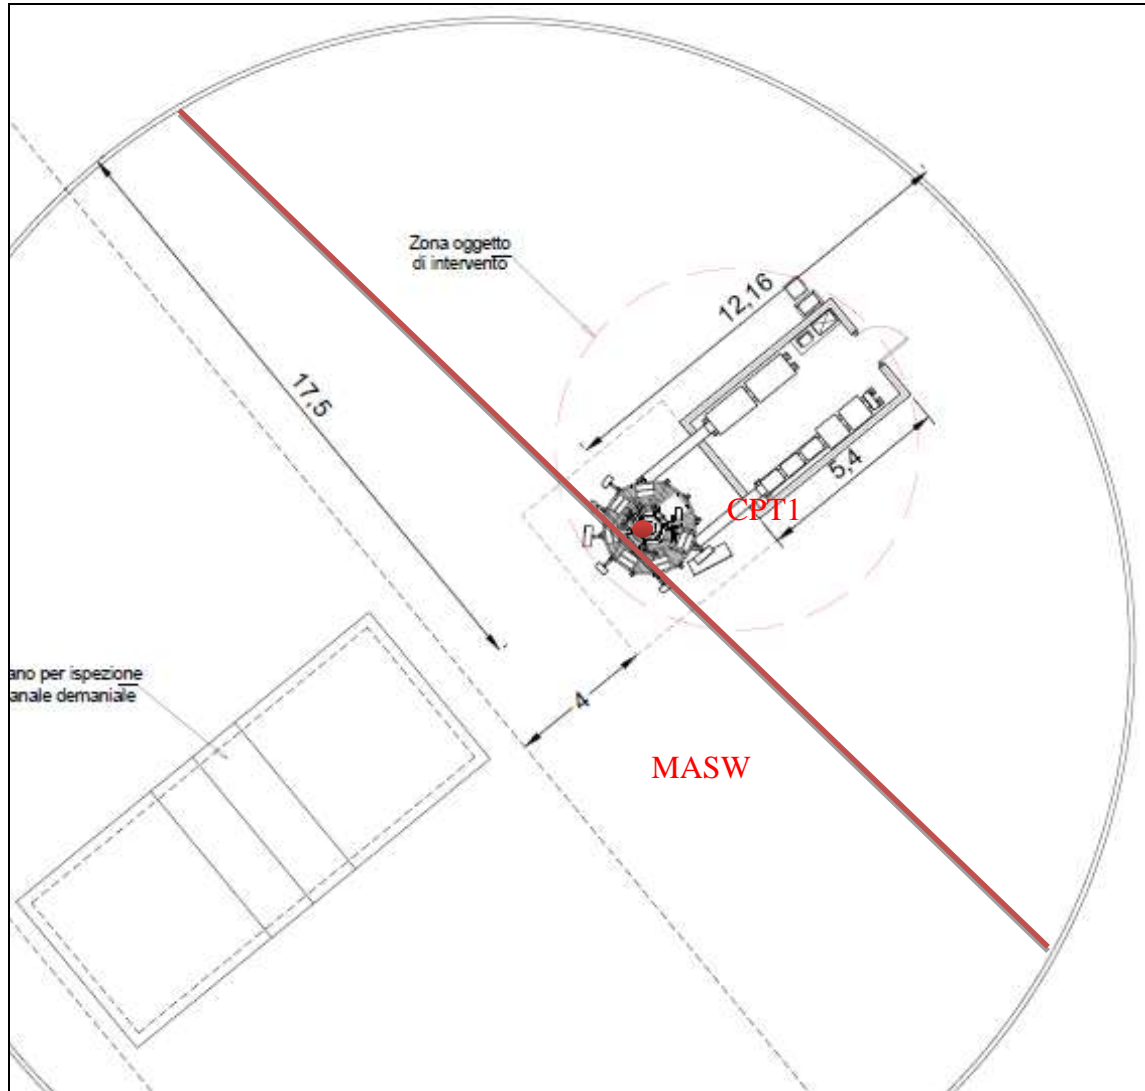 Zona oggetto
di intervento
12,16
17,5
5,4
CPT1
ano per ispezione
anale demaniale
4
MASW